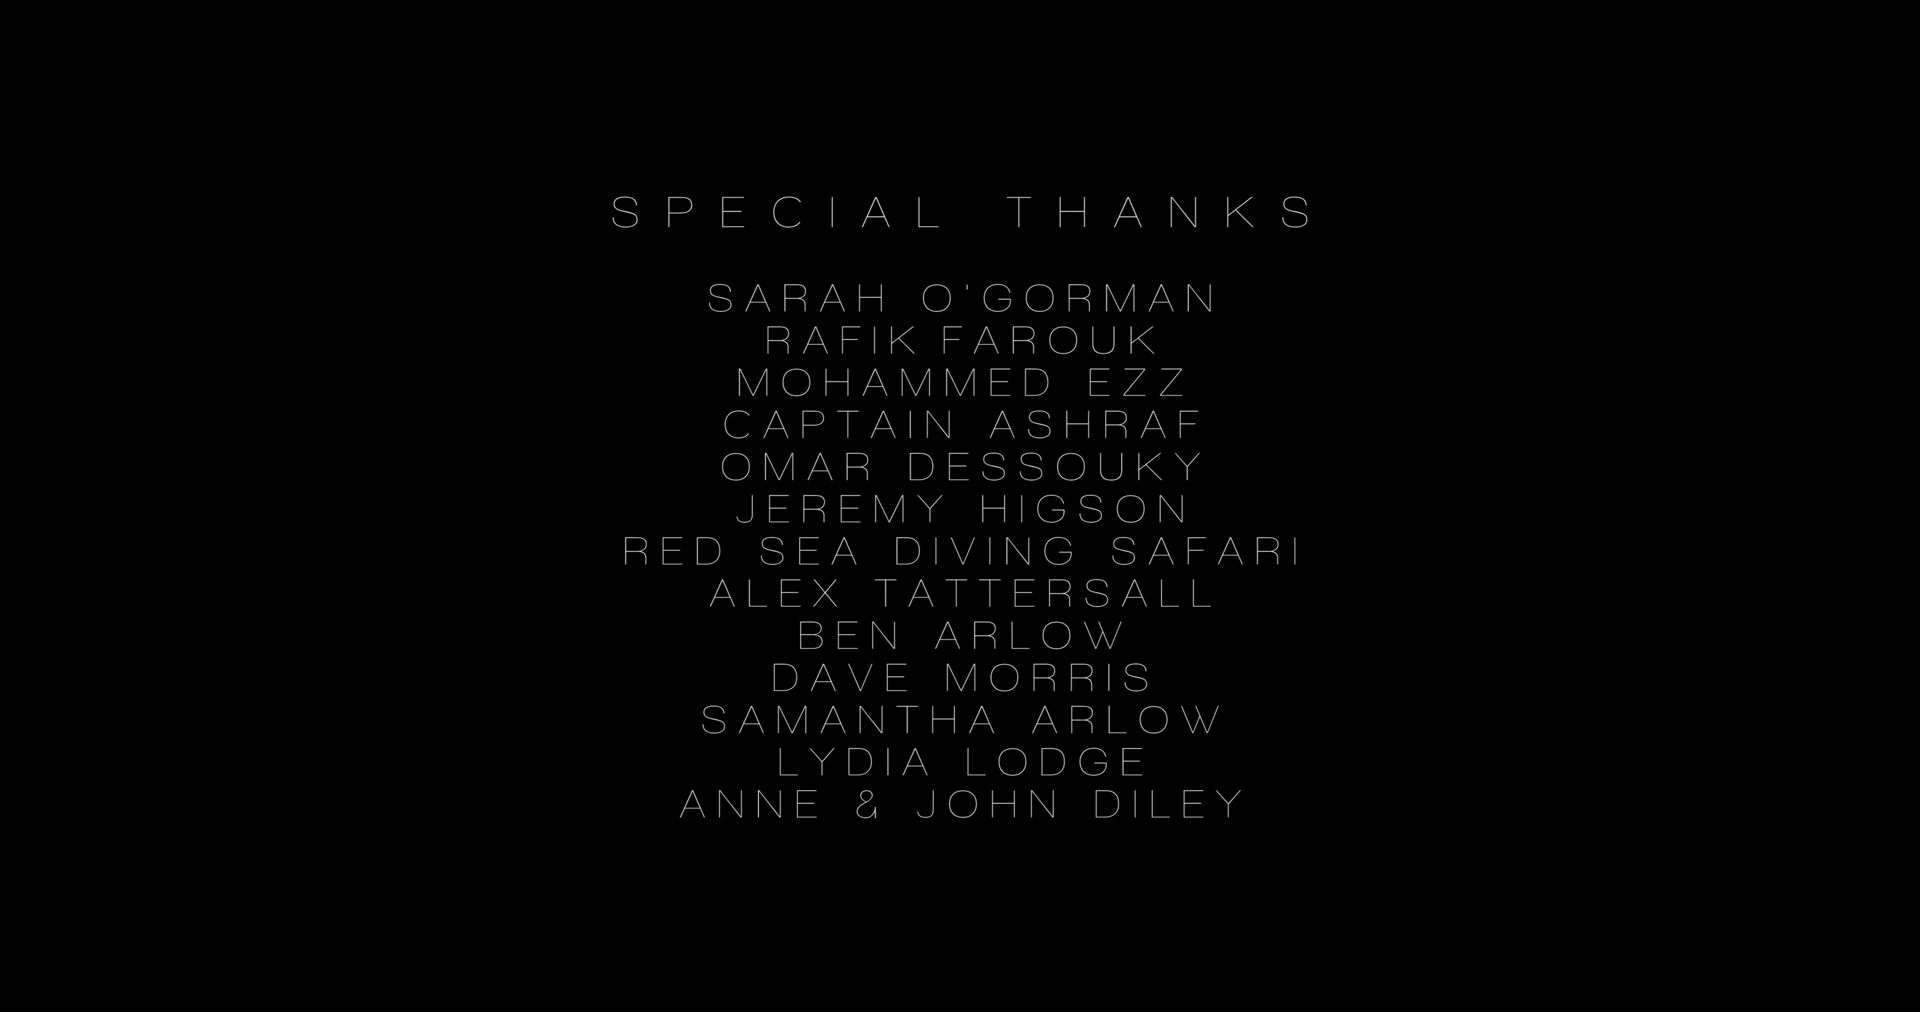 SPECIAL THANKS
SARAH O'GORMAN
RAFIK FAROUK
MOHAMMED EZZ
CAPTAIN ASHRAF
OMAR DESSOUKY
JEREMY HIGSON
RED SEA DIVING SAFARI
ALEX TATTERSALL
BEN ARLOW
DAVE MORRIS
SAMANTHA ARLOW
LYDIA LODGE
ANNE & JOHN DILEY